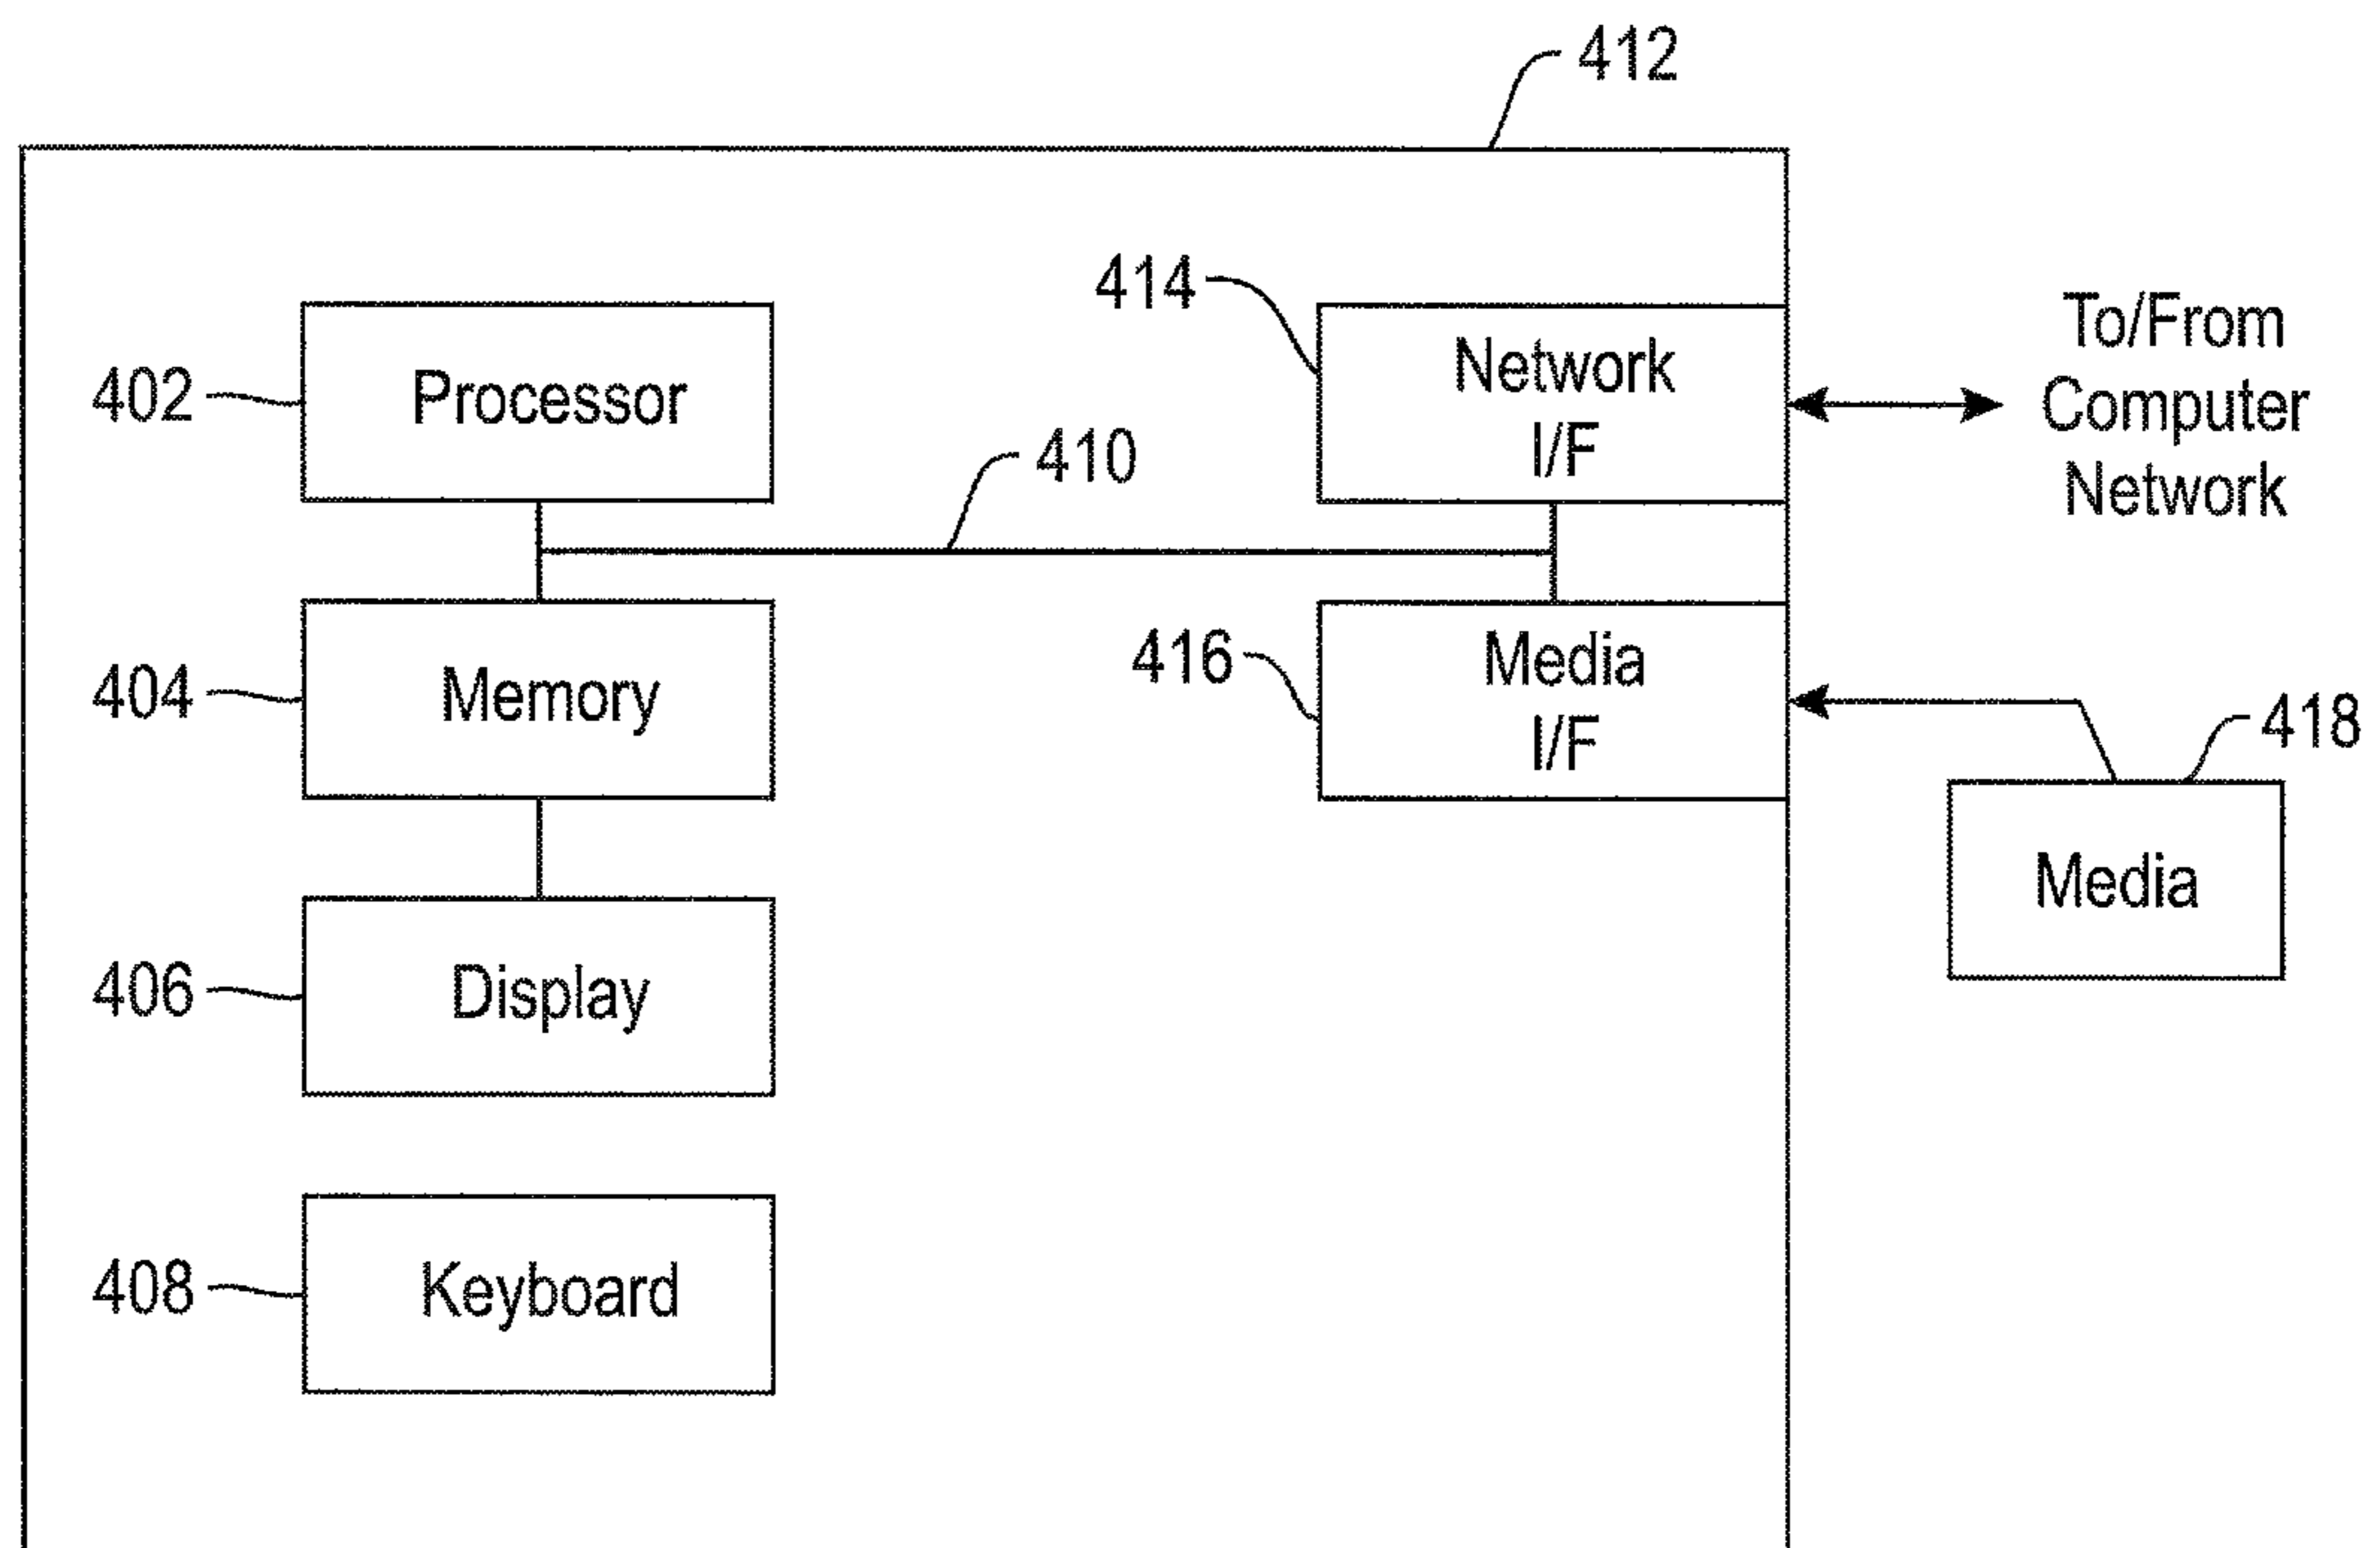 412
414
Network
I/F
To/From
Computer
Network
402
Processor
410
404
Memory
416
Media
I/F
418
Media
406
Display
408
Keyboard